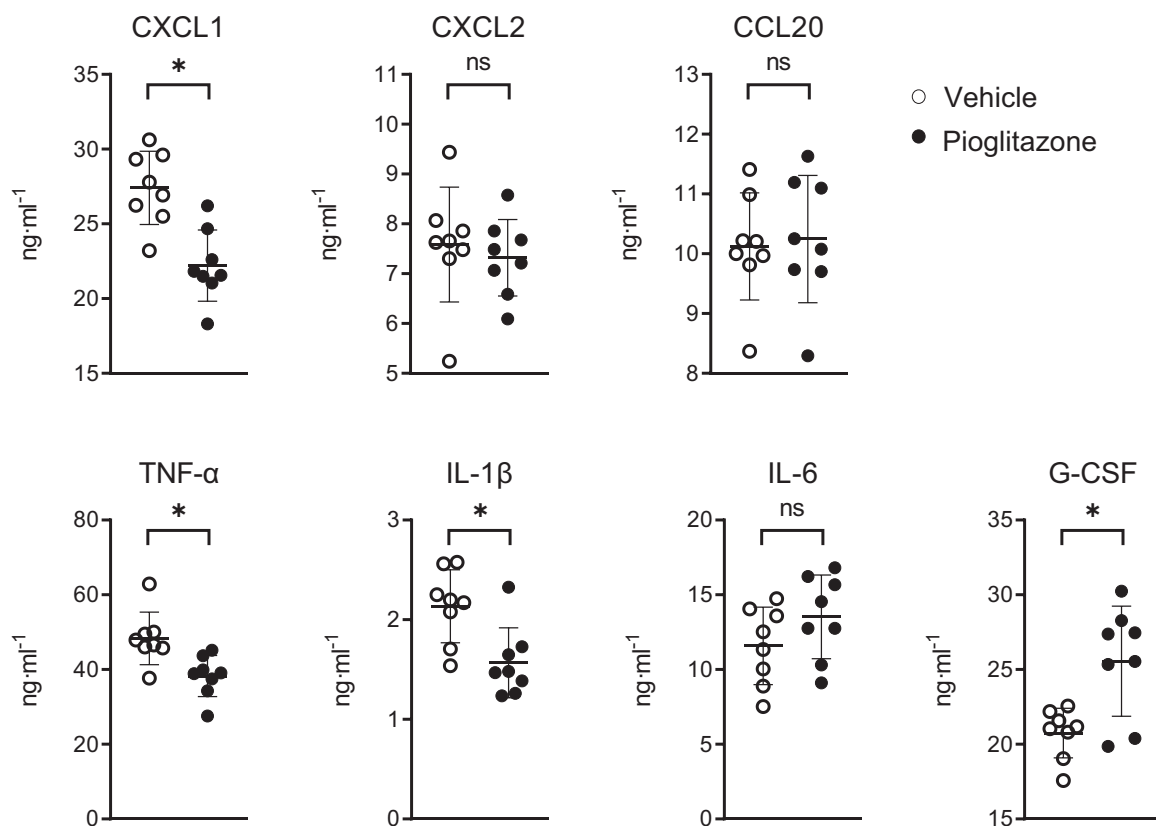 CXCL1
*
35
30
25
20
15
ng·ml⁻¹
CXCL2
ns
11
10
9
8
7
6
5
ng·ml⁻¹
CCL20
ns
13
12
11
10
9
8
ng·ml⁻¹
Vehicle
Pioglitazone
TNF-α
*
80
60
40
20
0
ng·ml⁻¹
IL-1β
*
3
2
1
0
ng·ml⁻¹
IL-6
ns
20
15
10
5
0
ng·ml⁻¹
G-CSF
*
35
30
25
20
15
ng·ml⁻¹